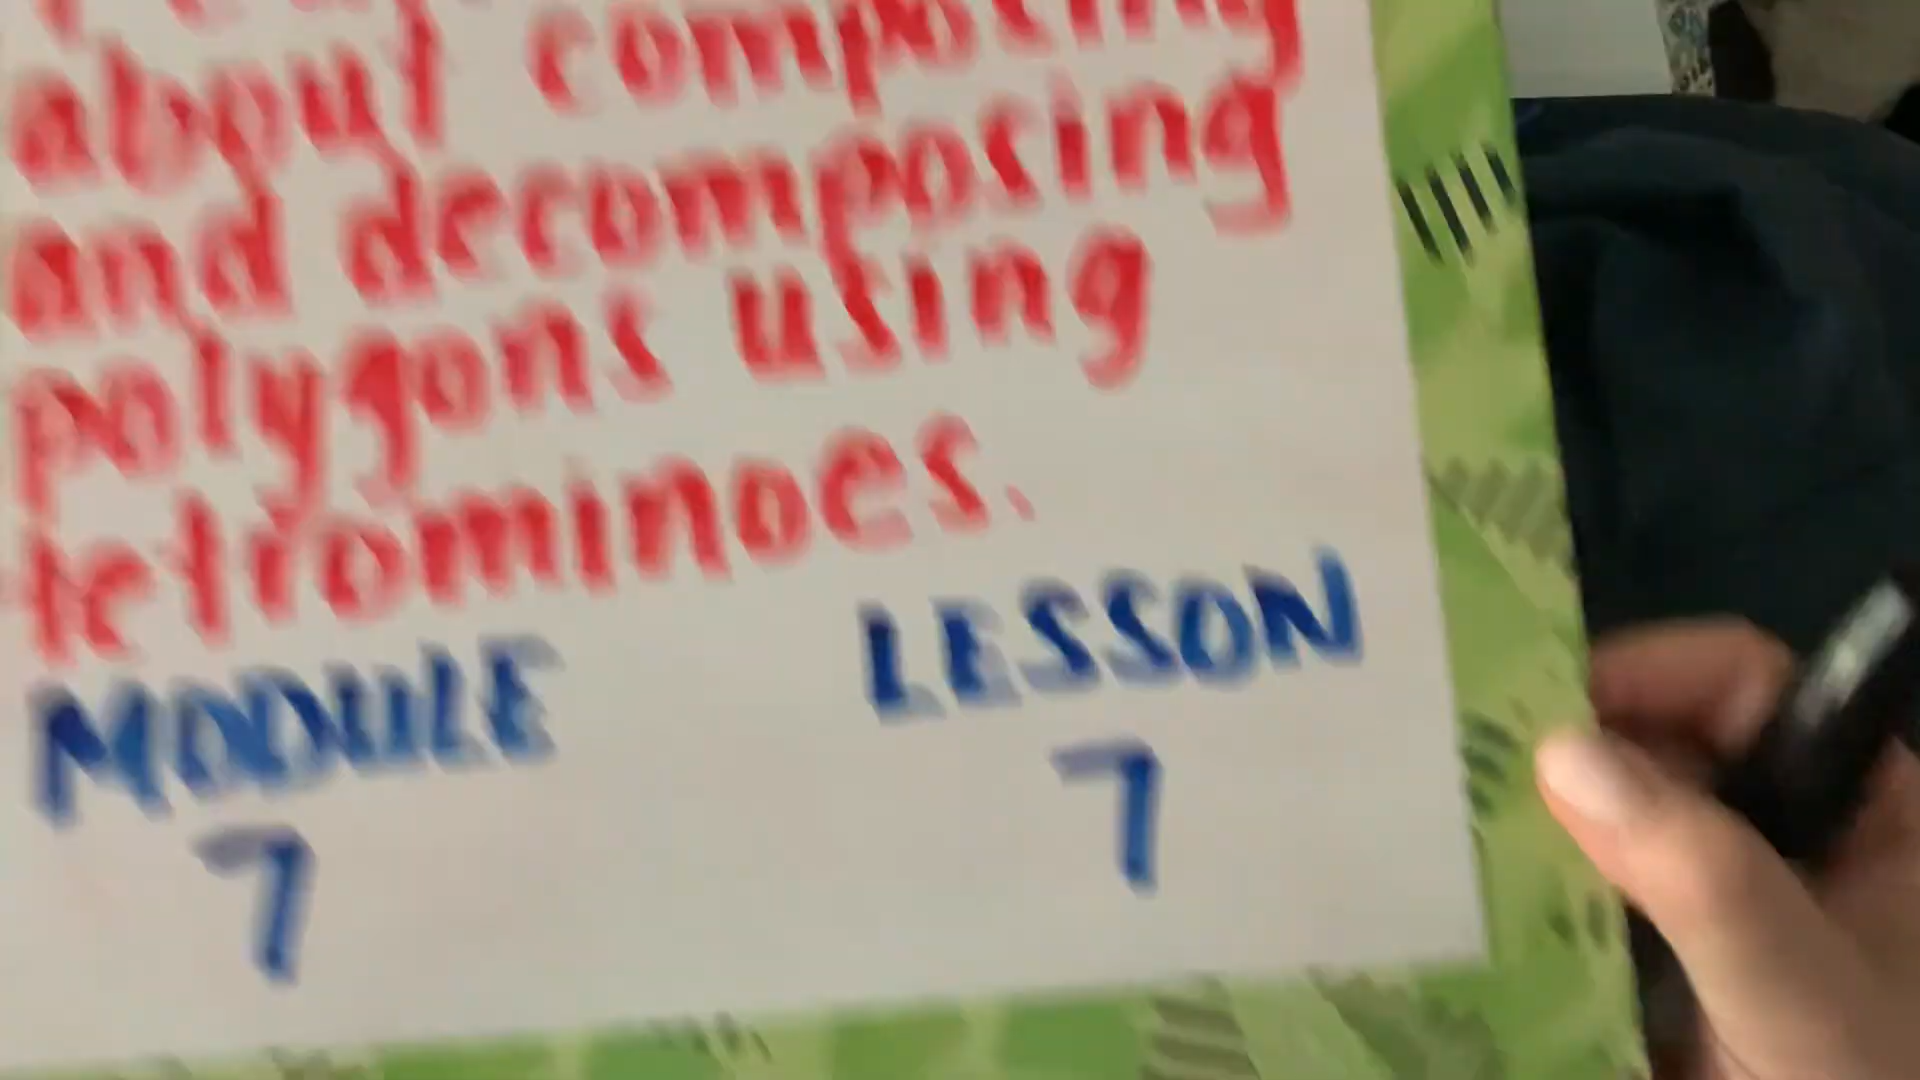 about composing
and decomposing
polygons using
tetrominoes.
MODULE LESSON
7 7